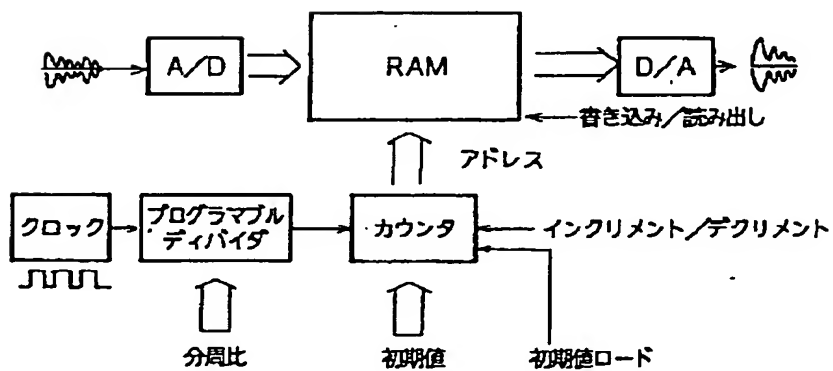 A/D
RAM
D/A
書き込み/読み出し
アドレス
クロック
プログラマブル
ディバイダ
カウンタ
インクリメント/デクリメント
分周比
初期値
初期値ロード